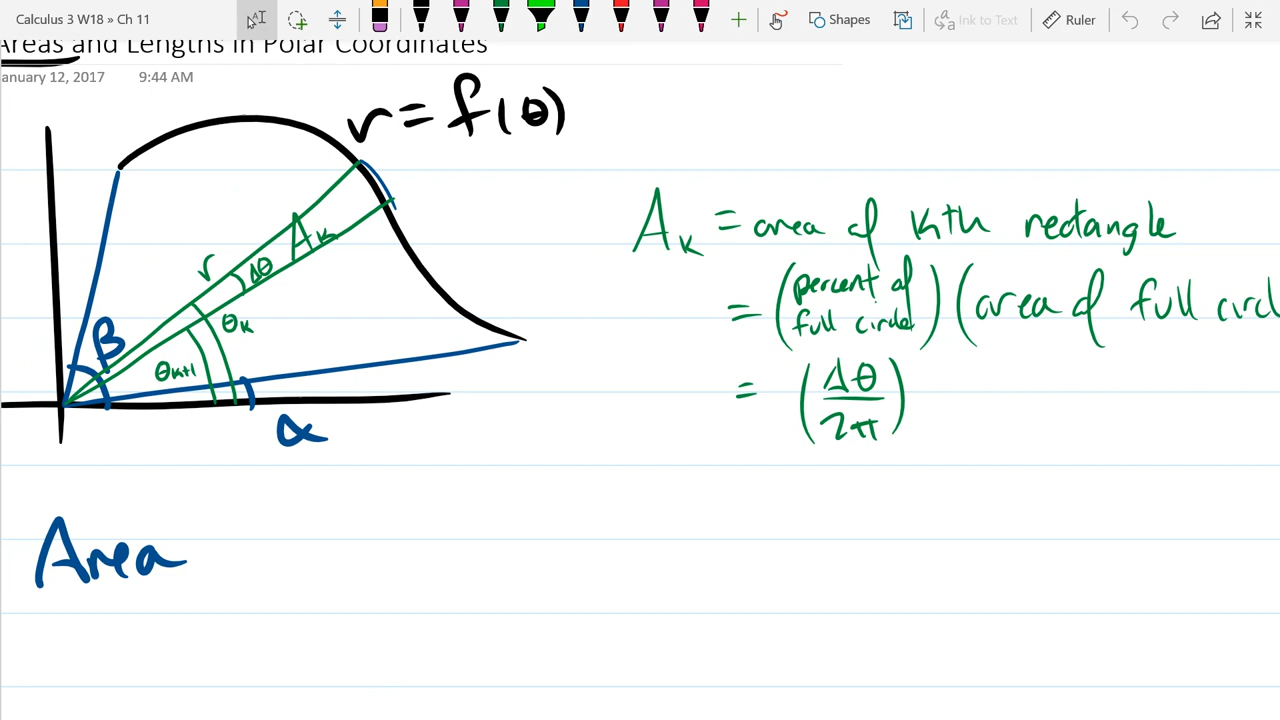 Calculus 3 W18 » Ch 11
Ink to Text
Shapes
Ruler
Areas and Lengths in Polar Coordinates
anuary 12, 2017 9:44 AM
r = f(θ)
A_k
r
Δθ
θ_k
θ_{k+1}
β
α
A_k = area of kth rectangle
= (percent of full circle) (area of full circl
= (Δθ/2π)
Area